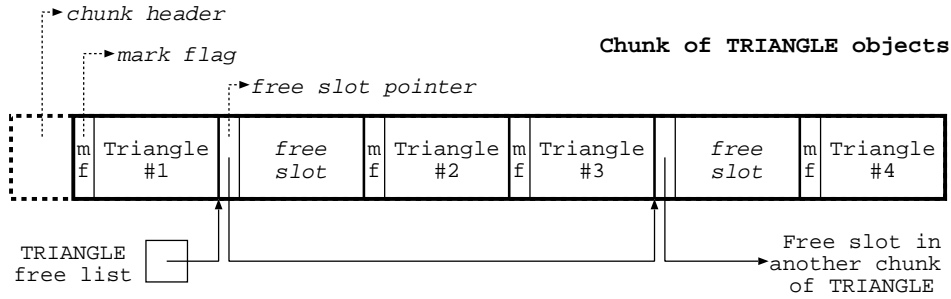 chunk header
Chunk of TRIANGLE objects
mark flag
free slot pointer
m f
Triangle #1
free slot
m f
Triangle #2
m f
Triangle #3
free slot
m f
Triangle #4
TRIANGLE
free list
Free slot in
another chunk
of TRIANGLE